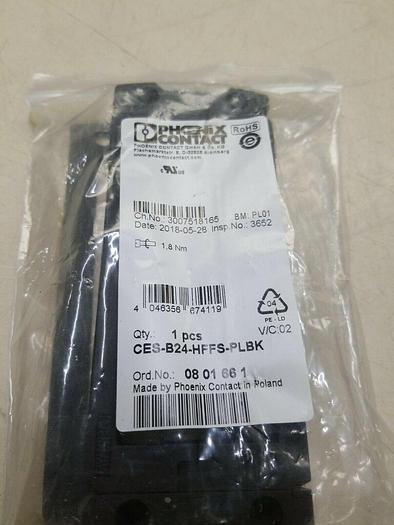 PHOENIX
CONTACT
RoHS
PHOENIX CONTACT GmbH & Co. KG
Flachsmarktstr. 8, D-32825 Blomberg
www.phoenixcontact.com
c RU us
Ch.No.: 3007518165 BM: PL01
Date: 2018-05-28 Insp.No.: 3652
1,8 Nm
4 046356 674119
04
PE-LD
Qty.: 1 pcs V/C:02
CES-B24-HFFS-PLBK
Ord.No.: 08 01 66 1
Made by Phoenix Contact in Poland